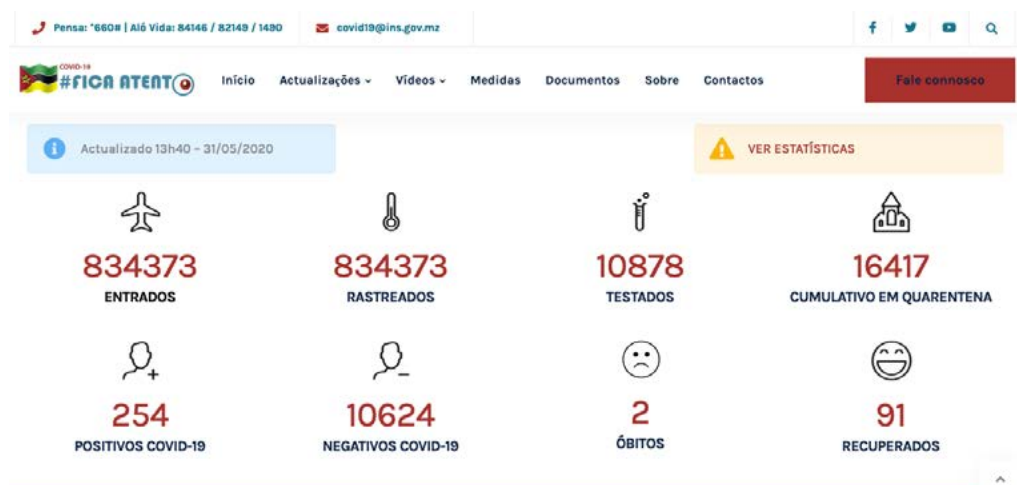 Pensa: *660# | Alô Vida: 84146 / 82149 / 1490 covid19@ins.gov.mz
COVID-19
#FICA ATENTO Início Actualizações Vídeos Medidas Documentos Sobre Contactos Fale connosco
Actualizado 13h40 - 31/05/2020 VER ESTATÍSTICAS
834373 834373 10878 16417
ENTRADOS RASTREADOS TESTADOS CUMULATIVO EM QUARENTENA
254 10624 2 91
POSITIVOS COVID-19 NEGATIVOS COVID-19 ÓBITOS RECUPERADOS